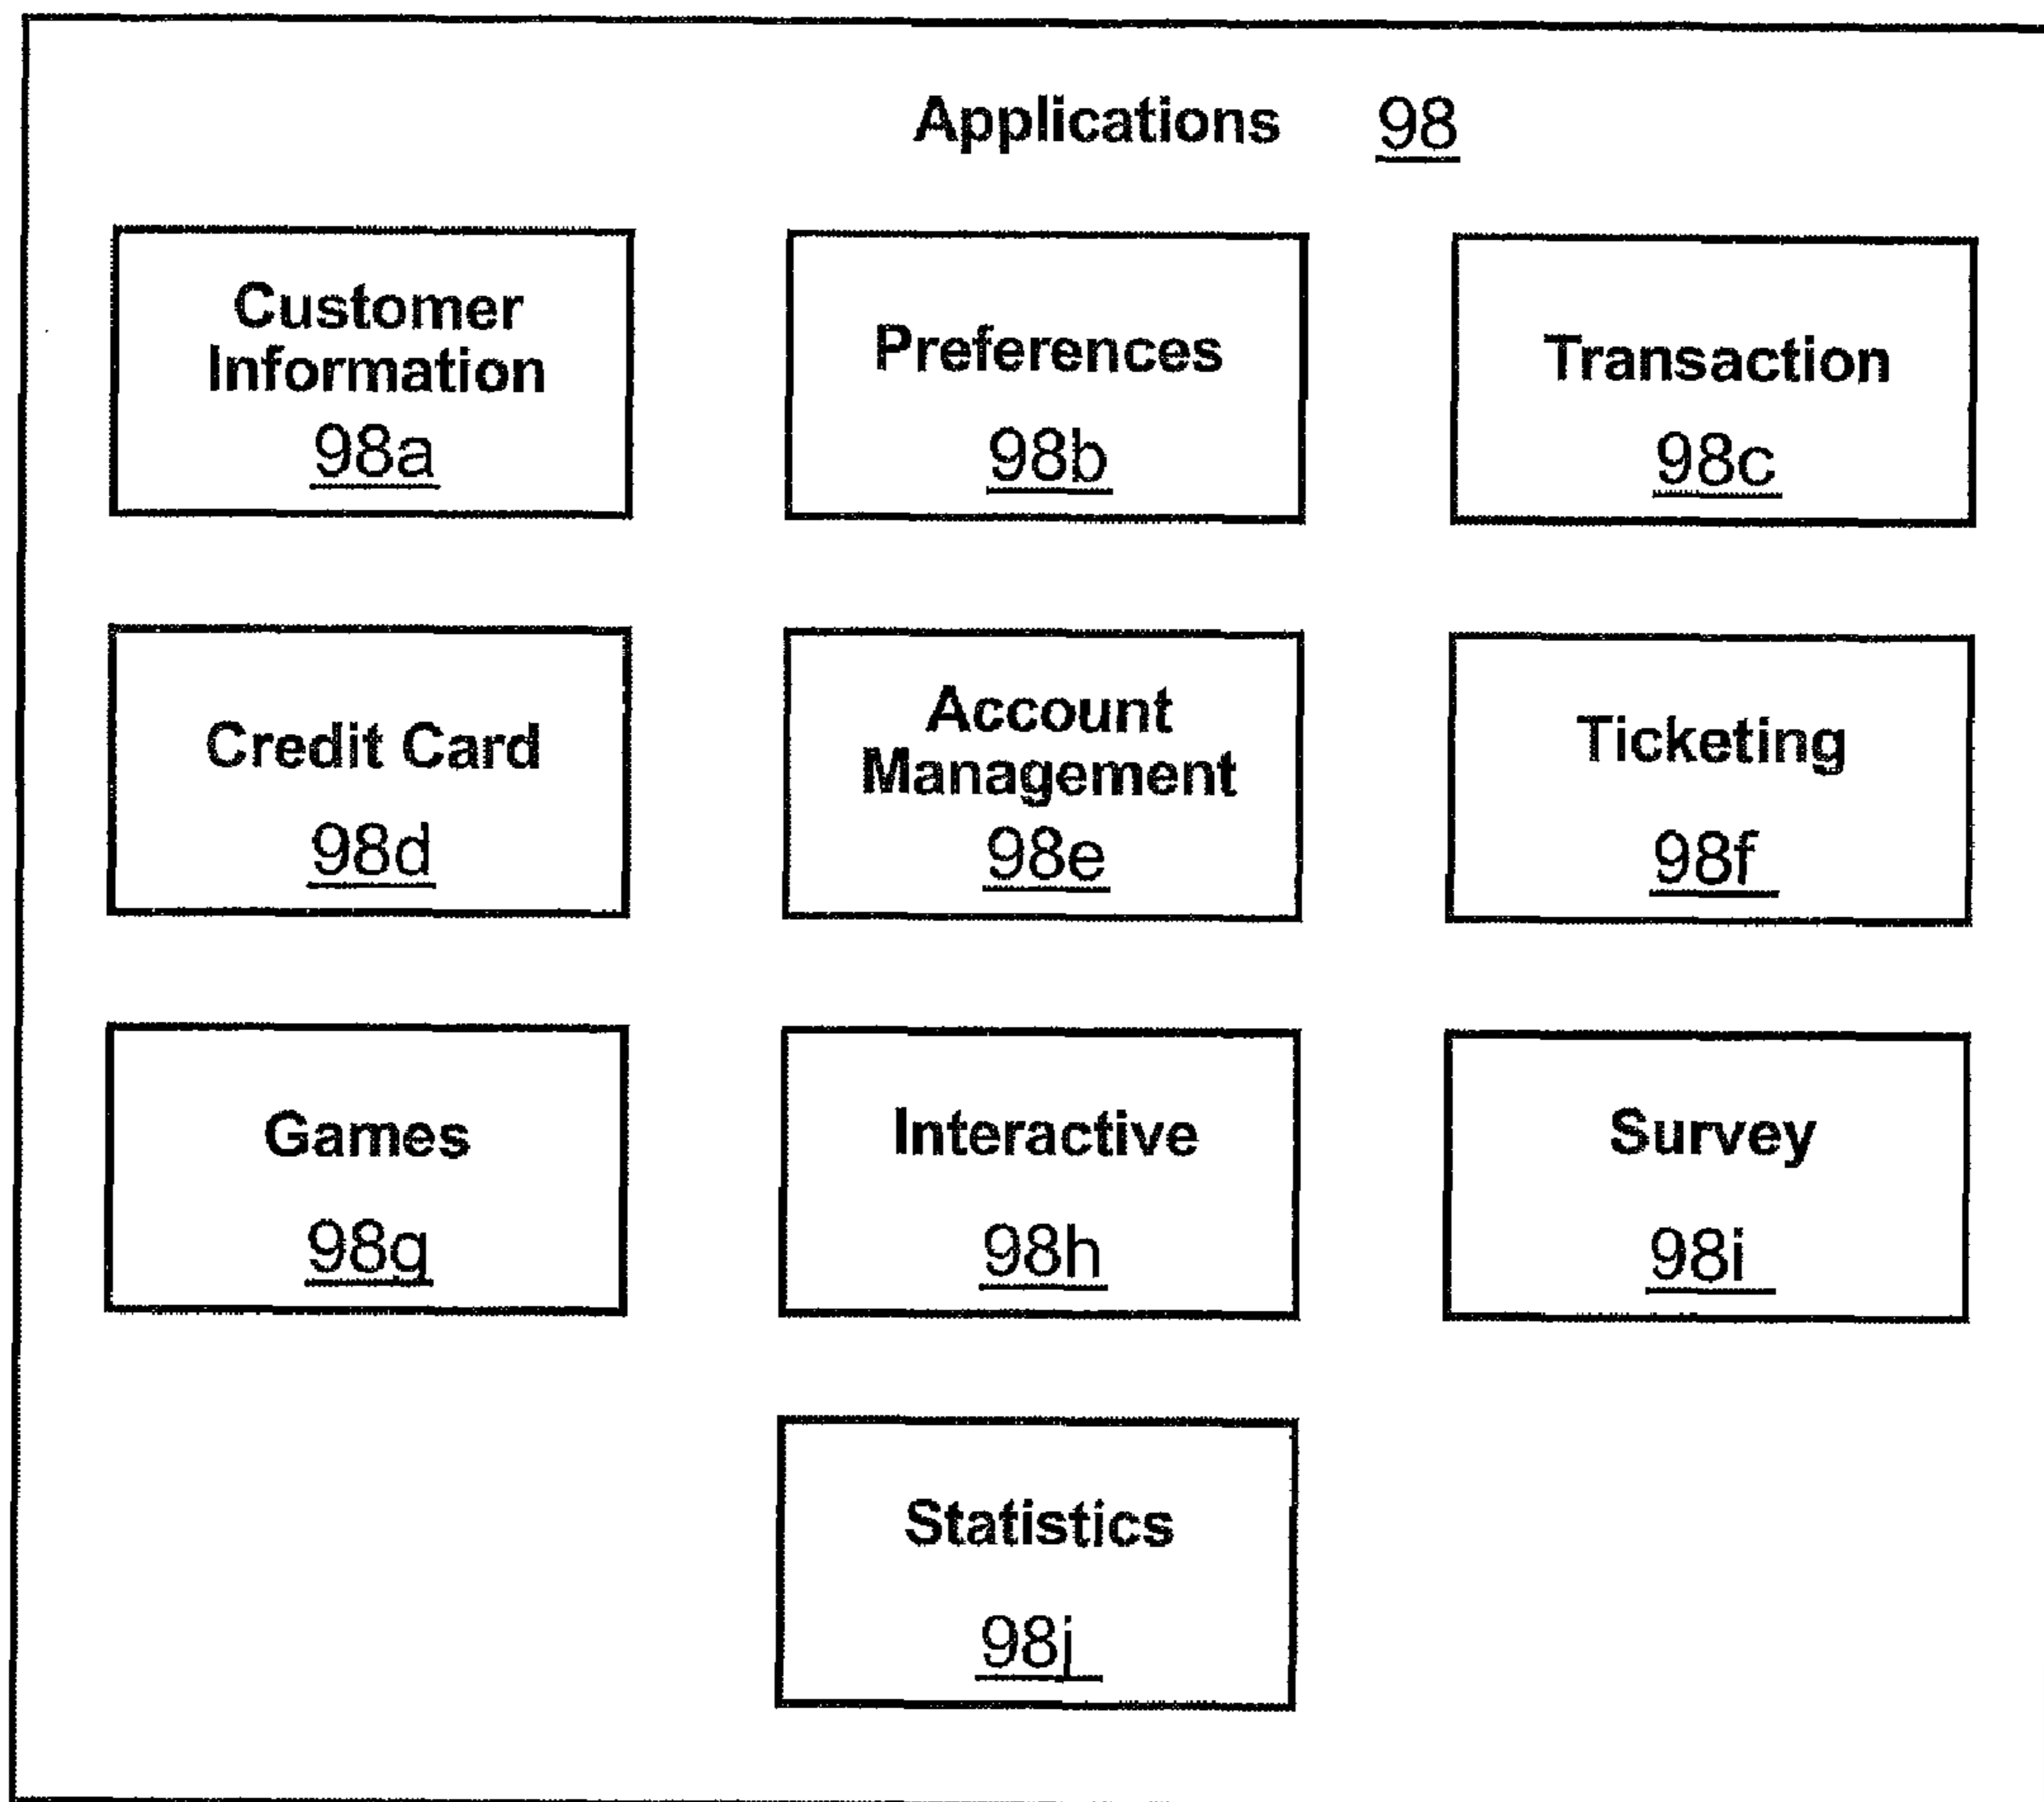 Applications 98
Customer
Information
98a
Preferences
98b
Transaction
98c
Credit Card
98d
Account
Management
98e
Ticketing
98f
Games
98g
Interactive
98h
Survey
98i
Statistics
98j